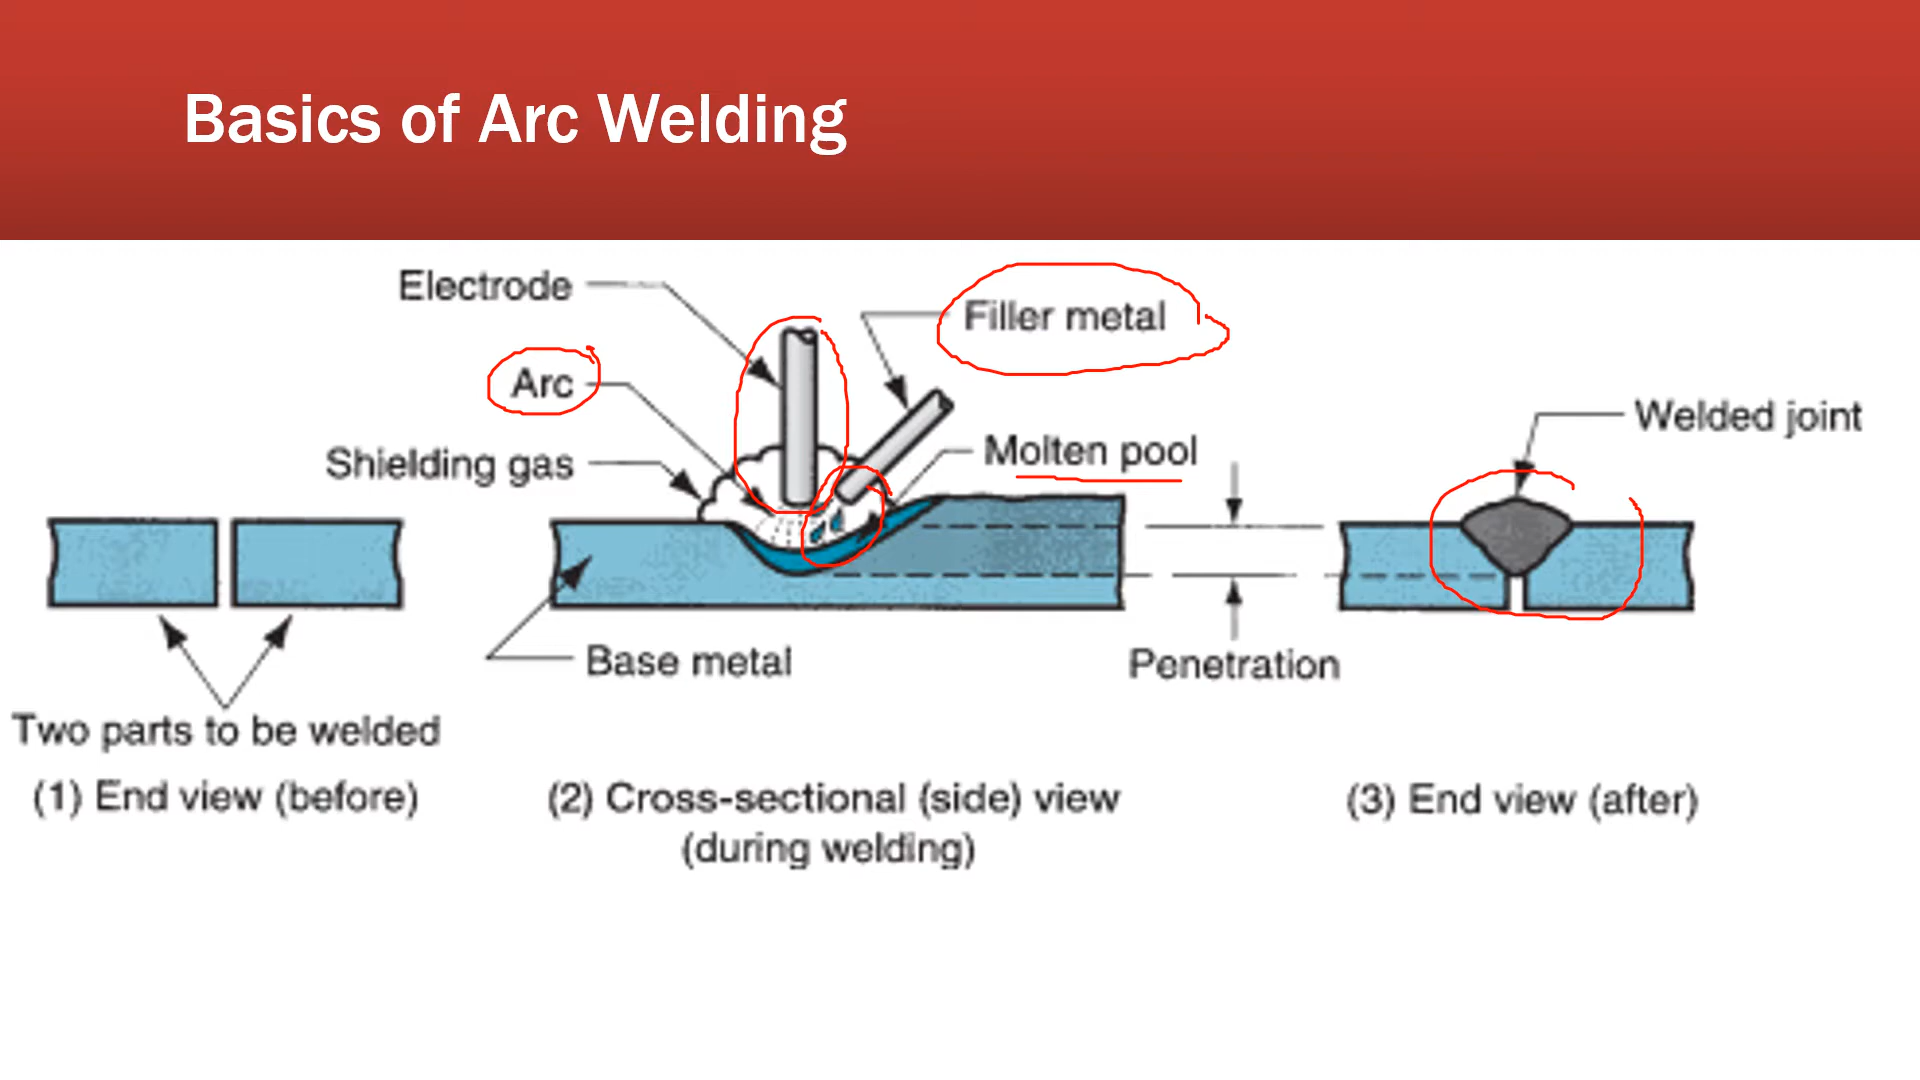 Basics of Arc Welding
Electrode
Filler metal
Arc
Welded joint
Molten pool
Shielding gas
Base metal
Penetration
Two parts to be welded
(1) End view (before)
(2) Cross-sectional (side) view
(during welding)
(3) End view (after)